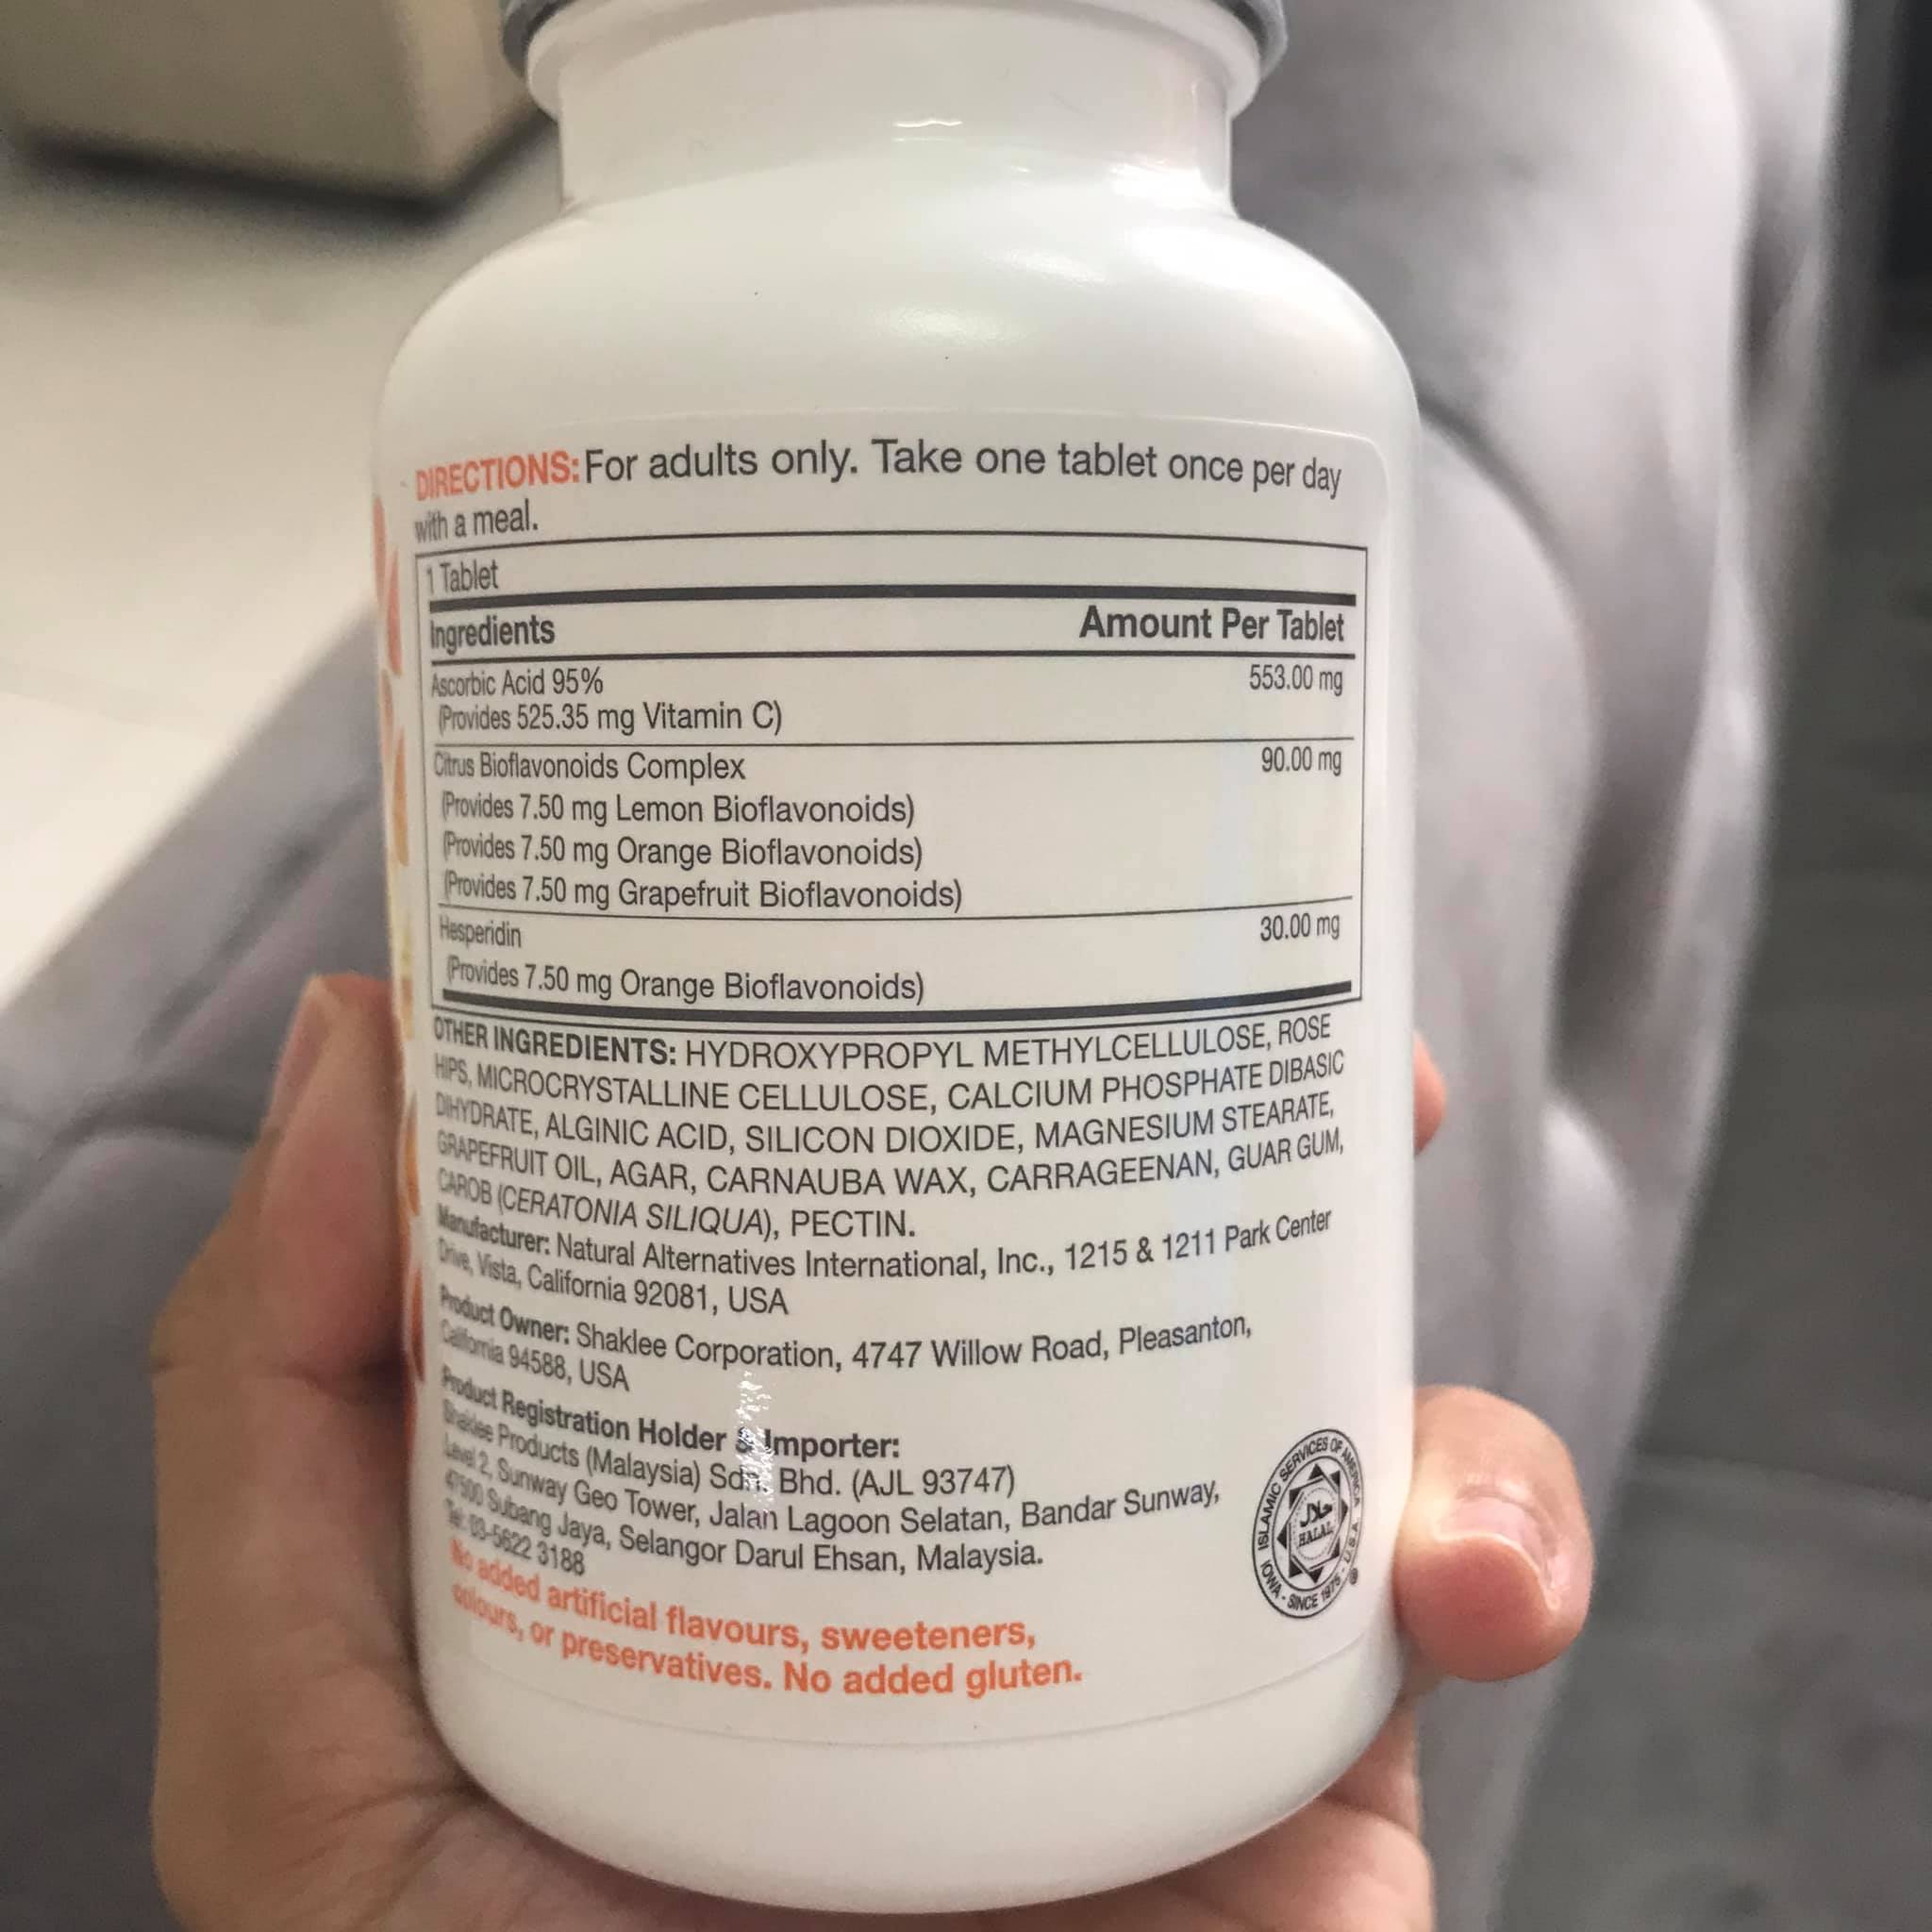 DIRECTIONS: For adults only. Take one tablet once per day
with a meal.
1 Tablet
Ingredients Amount Per Tablet
Ascorbic Acid 95% 553.00 mg
(Provides 525.35 mg Vitamin C)
Citrus Bioflavonoids Complex 90.00 mg
(Provides 7.50 mg Lemon Bioflavonoids)
(Provides 7.50 mg Orange Bioflavonoids)
(Provides 7.50 mg Grapefruit Bioflavonoids)
Hesperidin 30.00 mg
(Provides 7.50 mg Orange Bioflavonoids)
OTHER INGREDIENTS: HYDROXYPROPYL METHYLCELLULOSE, ROSE
HIPS, MICROCRYSTALLINE CELLULOSE, CALCIUM PHOSPHATE DIBASIC
DIHYDRATE, ALGINIC ACID, SILICON DIOXIDE, MAGNESIUM STEARATE,
GRAPEFRUIT OIL, AGAR, CARNAUBA WAX, CARRAGEENAN, GUAR GUM,
CAROB (CERATONIA SILIQUA), PECTIN.
Manufacturer: Natural Alternatives International, Inc., 1215 & 1211 Park Center
Drive, Vista, California 92081, USA
Product Owner: Shaklee Corporation, 4747 Willow Road, Pleasanton,
California 94588, USA
Product Registration Holder & Importer:
Shaklee Products (Malaysia) Sdn. Bhd. (AJL 93747)
Level 2, Sunway Geo Tower, Jalan Lagoon Selatan, Bandar Sunway,
47500 Subang Jaya, Selangor Darul Ehsan, Malaysia.
Tel: 03-5622 3188
No added artificial flavours, sweeteners,
colours, or preservatives. No added gluten.
ISLAMIC SERVICES OF AMERICA
حلال
HALAL
IOWA - SINCE 1975 - U.S.A. ®